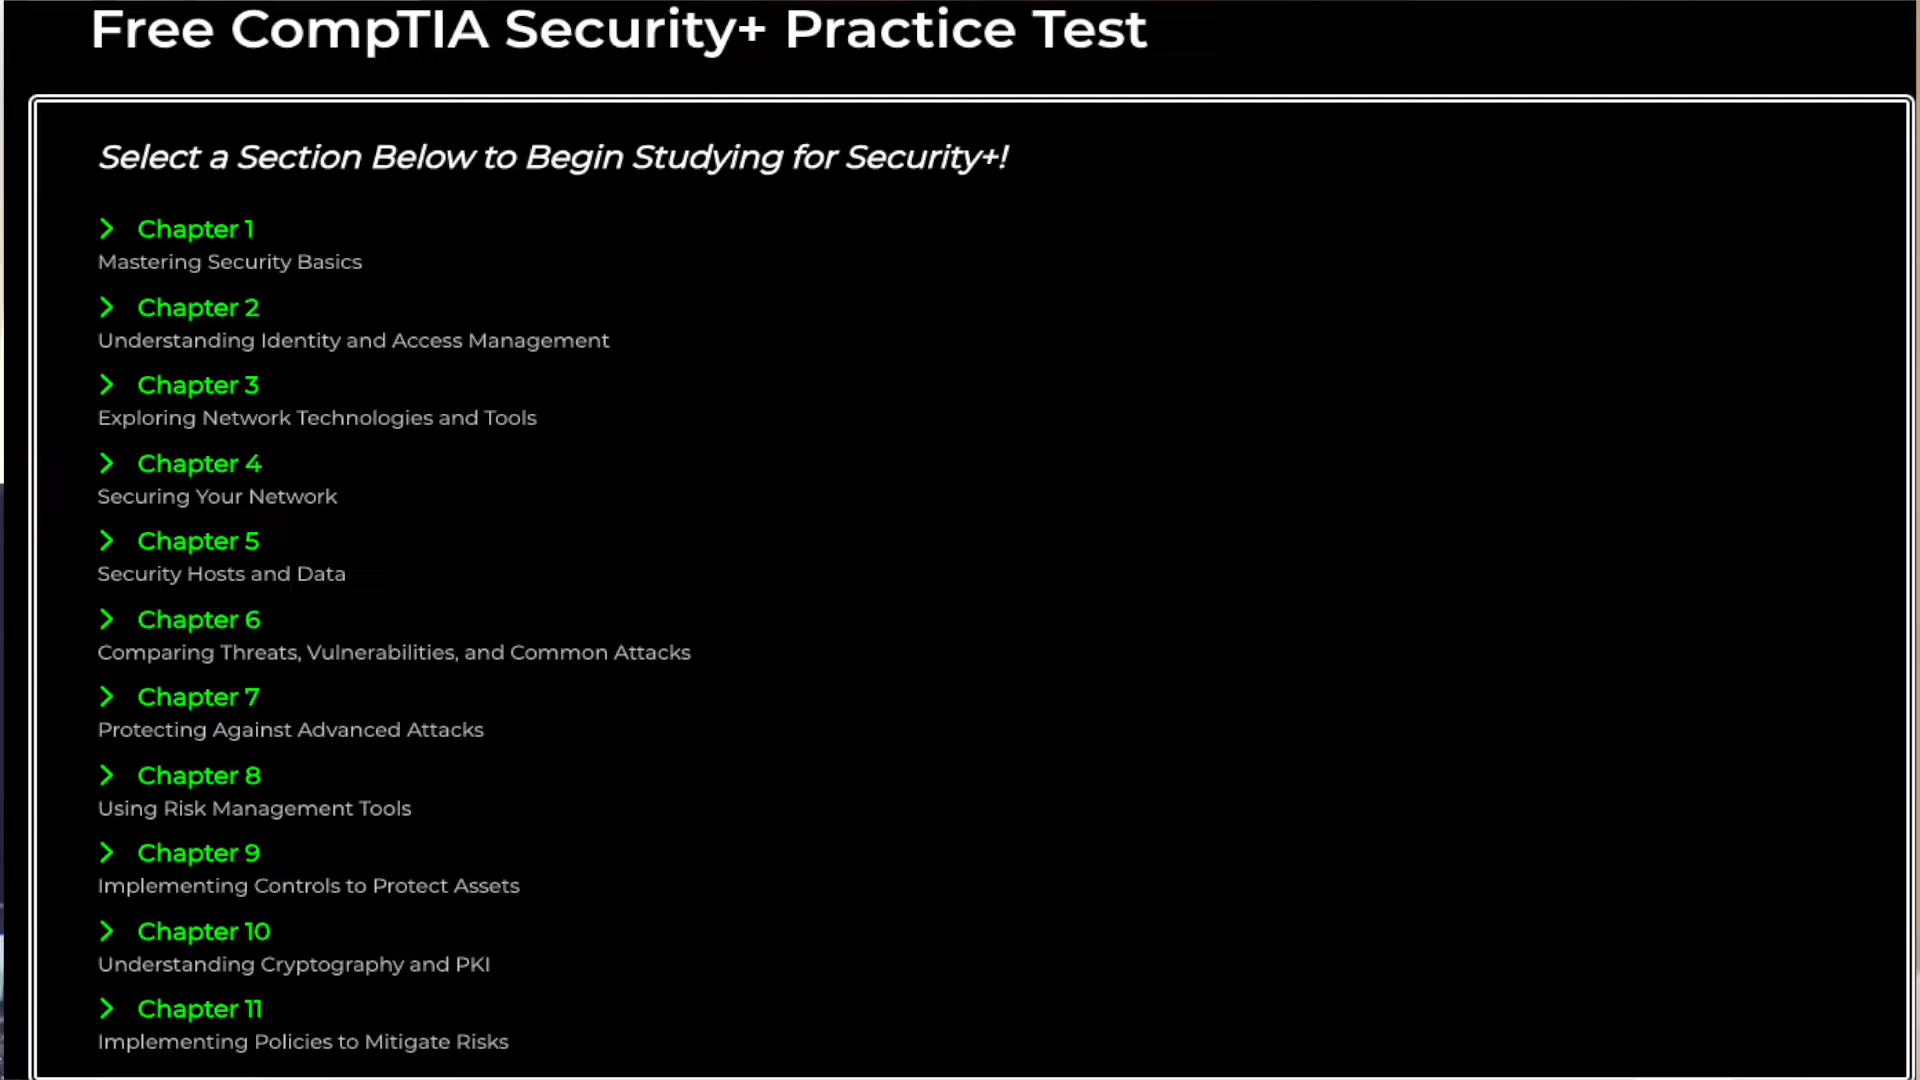 Free CompTIA Security+ Practice Test
Select a Section Below to Begin Studying for Security+!
Chapter 1
Mastering Security Basics
Chapter 2
Understanding Identity and Access Management
Chapter 3
Exploring Network Technologies and Tools
Chapter 4
Securing Your Network
Chapter 5
Security Hosts and Data
Chapter 6
Comparing Threats, Vulnerabilities, and Common Attacks
Chapter 7
Protecting Against Advanced Attacks
Chapter 8
Using Risk Management Tools
Chapter 9
Implementing Controls to Protect Assets
Chapter 10
Understanding Cryptography and PKI
Chapter 11
Implementing Policies to Mitigate Risks